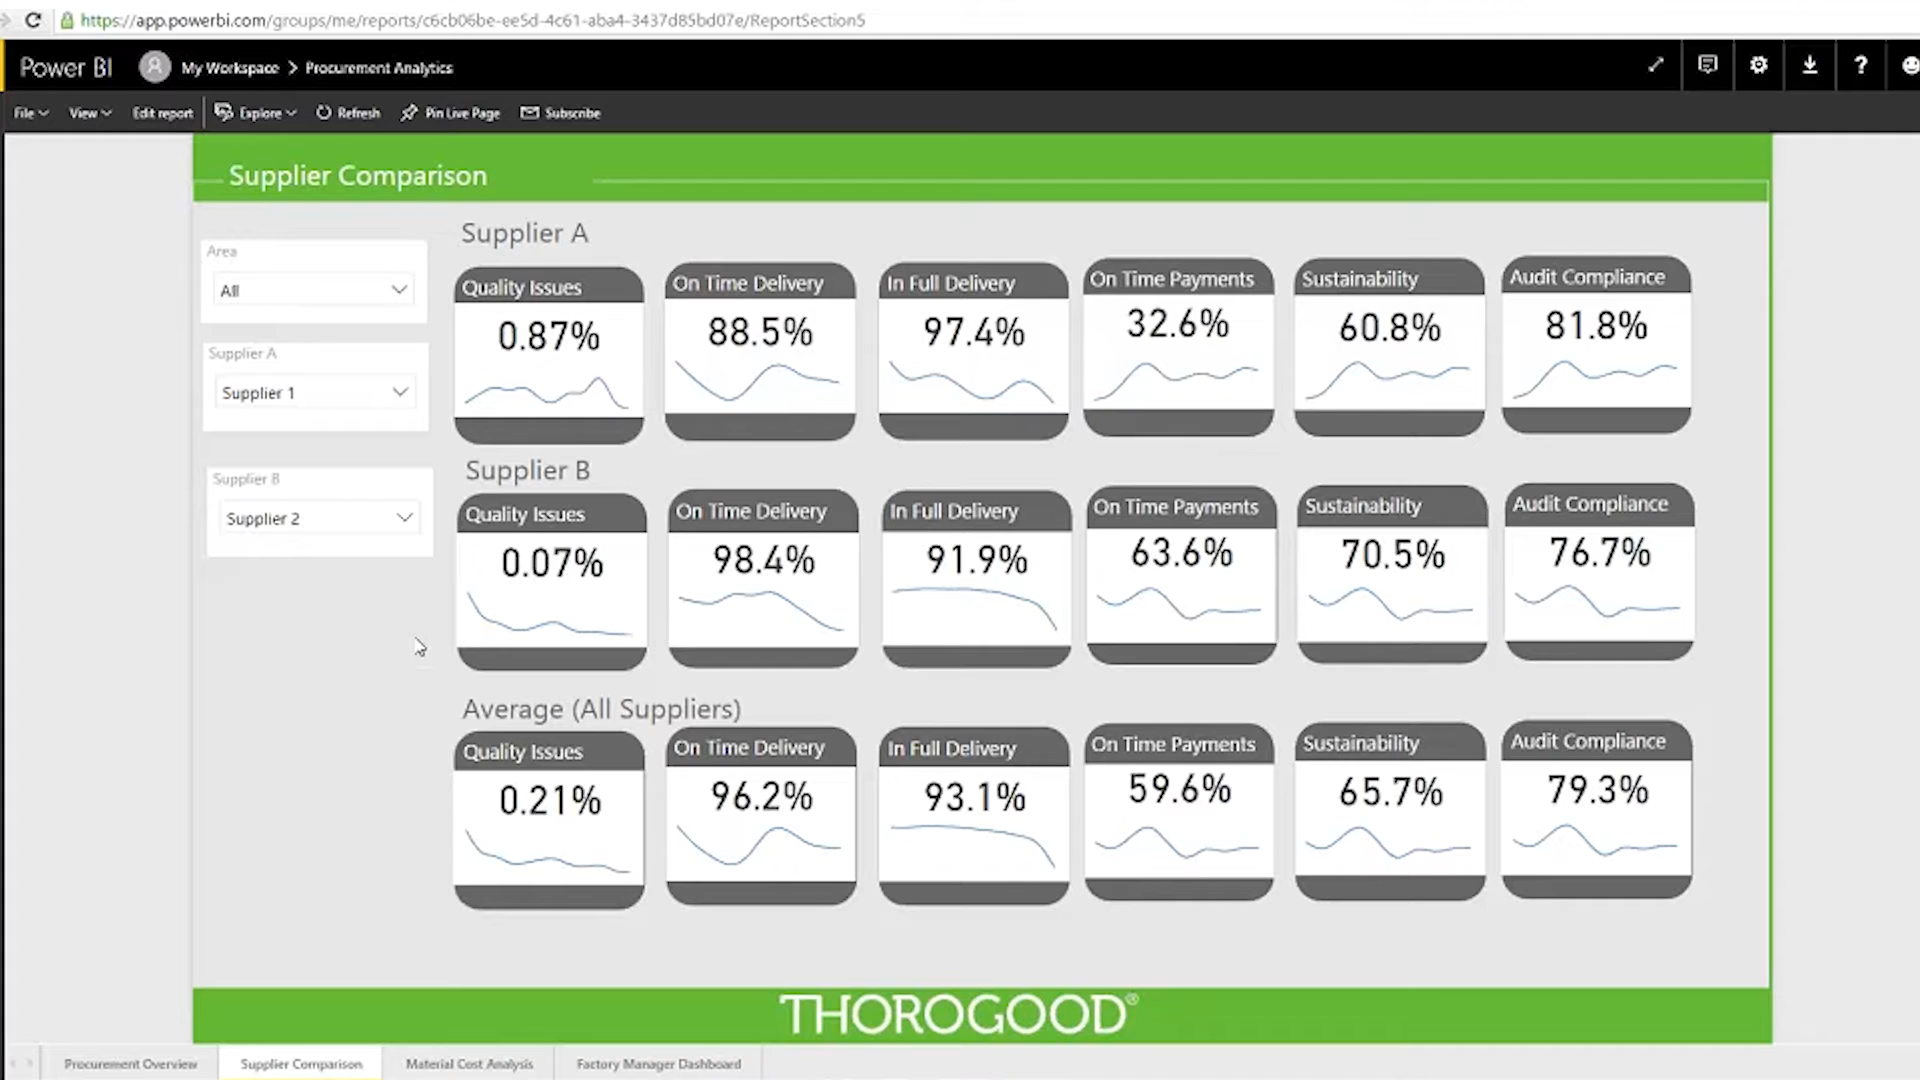 https://app.powerbi.com/groups/me/reports/c6cb06be-ee5d-4c61-aba4-3437d85bd07e/ReportSection5
Power BI My Workspace > Procurement Analytics ?
File View Edit report Explore Refresh Pin Live Page Subscribe
Supplier Comparison
Area
All
Supplier A
Supplier 1
Supplier B
Supplier 2
Supplier A
Quality Issues On Time Delivery In Full Delivery On Time Payments Sustainability Audit Compliance
0.87% 88.5% 97.4% 32.6% 60.8% 81.8%
Supplier B
Quality Issues On Time Delivery In Full Delivery On Time Payments Sustainability Audit Compliance
0.07% 98.4% 91.9% 63.6% 70.5% 76.7%
Average (All Suppliers)
Quality Issues On Time Delivery In Full Delivery On Time Payments Sustainability Audit Compliance
0.21% 96.2% 93.1% 59.6% 65.7% 79.3%
THOROGOOD®
Procurement Overview Supplier Comparison Material Cost Analysis Factory Manager Dashboard